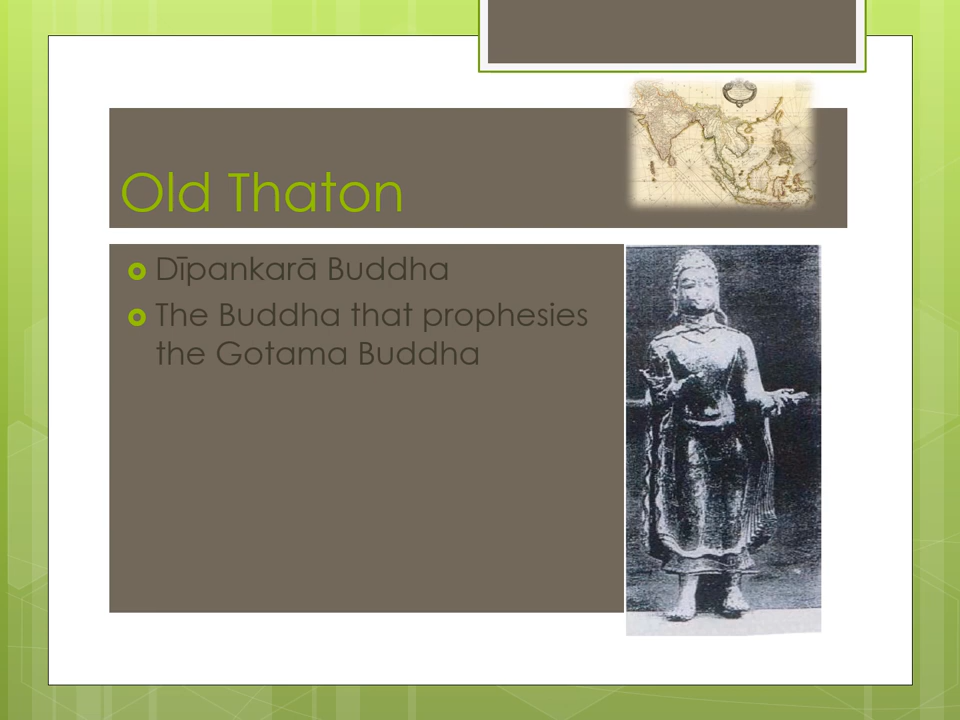 Old Thaton
Dīpankarā Buddha
The Buddha that prophesies
the Gotama Buddha